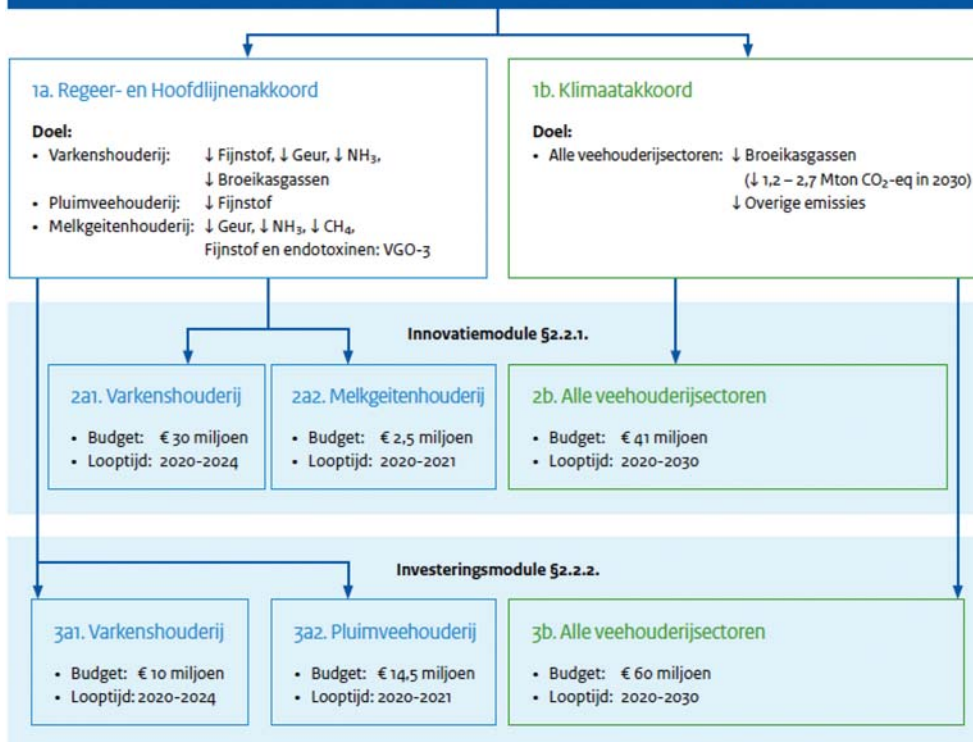 1a. Regeer- en Hoofdlijnenakkoord
Doel:
• Varkenshouderij: ↓ Fijnstof, ↓ Geur, ↓ NH₃,
↓ Broeikasgassen
• Pluimveehouderij: ↓ Fijnstof
• Melkgeitenhouderij: ↓ Geur, ↓ NH₃, ↓ CH₄,
Fijnstof en endotoxinen: VGO-3
1b. Klimaatakkoord
Doel:
• Alle veehouderijsectoren: ↓ Broeikasgassen
(↓ 1,2 – 2,7 Mton CO₂-eq in 2030)
↓ Overige emissies
Innovatiemodule §2.2.1.
2a1. Varkenshouderij
• Budget: € 30 miljoen
• Looptijd: 2020-2024
2a2. Melkgeitenhouderij
• Budget: € 2,5 miljoen
• Looptijd: 2020-2021
2b. Alle veehouderijsectoren
• Budget: € 41 miljoen
• Looptijd: 2020-2030
Investeringsmodule §2.2.2.
3a1. Varkenshouderij
• Budget: € 10 miljoen
• Looptijd: 2020-2024
3a2. Pluimveehouderij
• Budget: € 14,5 miljoen
• Looptijd: 2020-2021
3b. Alle veehouderijsectoren
• Budget: € 60 miljoen
• Looptijd: 2020-2030